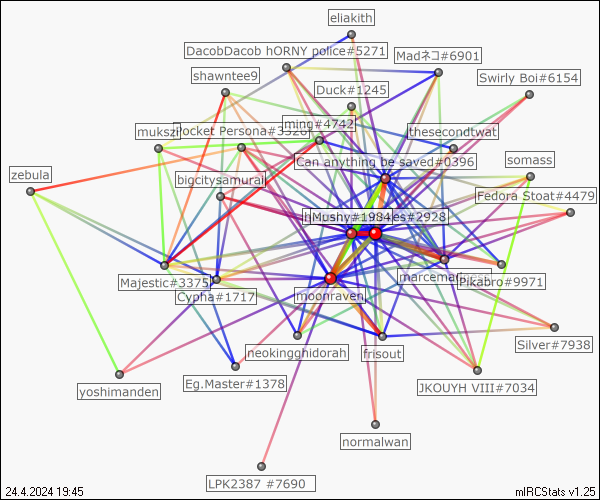 eliakith
DacobDacob hORNY police#5271
Madネコ#6901
shawntee9
Swirly Boi#6154
Duck#1245
ming#4742
mukszi
Pocket Persona#3326
thesecondtwat
Can anything be saved#0396
somass
zebula
bigcitysamurai
Fedora Stoat#4479
Mushy#1984
es#2928
Majestic#3375
Pikabro#9971
Cypha#1717
moonraven
neokingghidorah
frisout
Silver#7938
yoshimanden
Eg.Master#1378
JKOUYH VIII#7034
normalwan
LPK2387 #7690
24.4.2024 19:45
mIRCStats v1.25